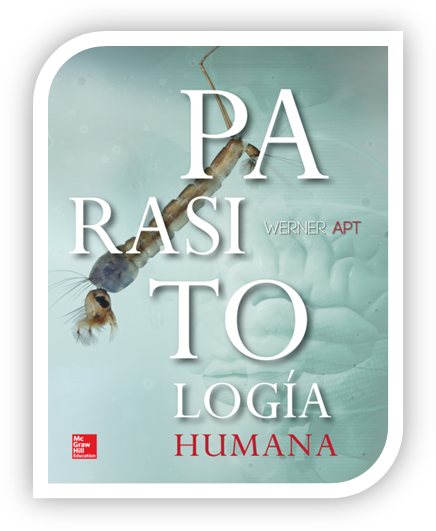 PA
RASI
WERNER APT
TO
LOGÍA
HUMANA
Mc
Graw
Hill
Education